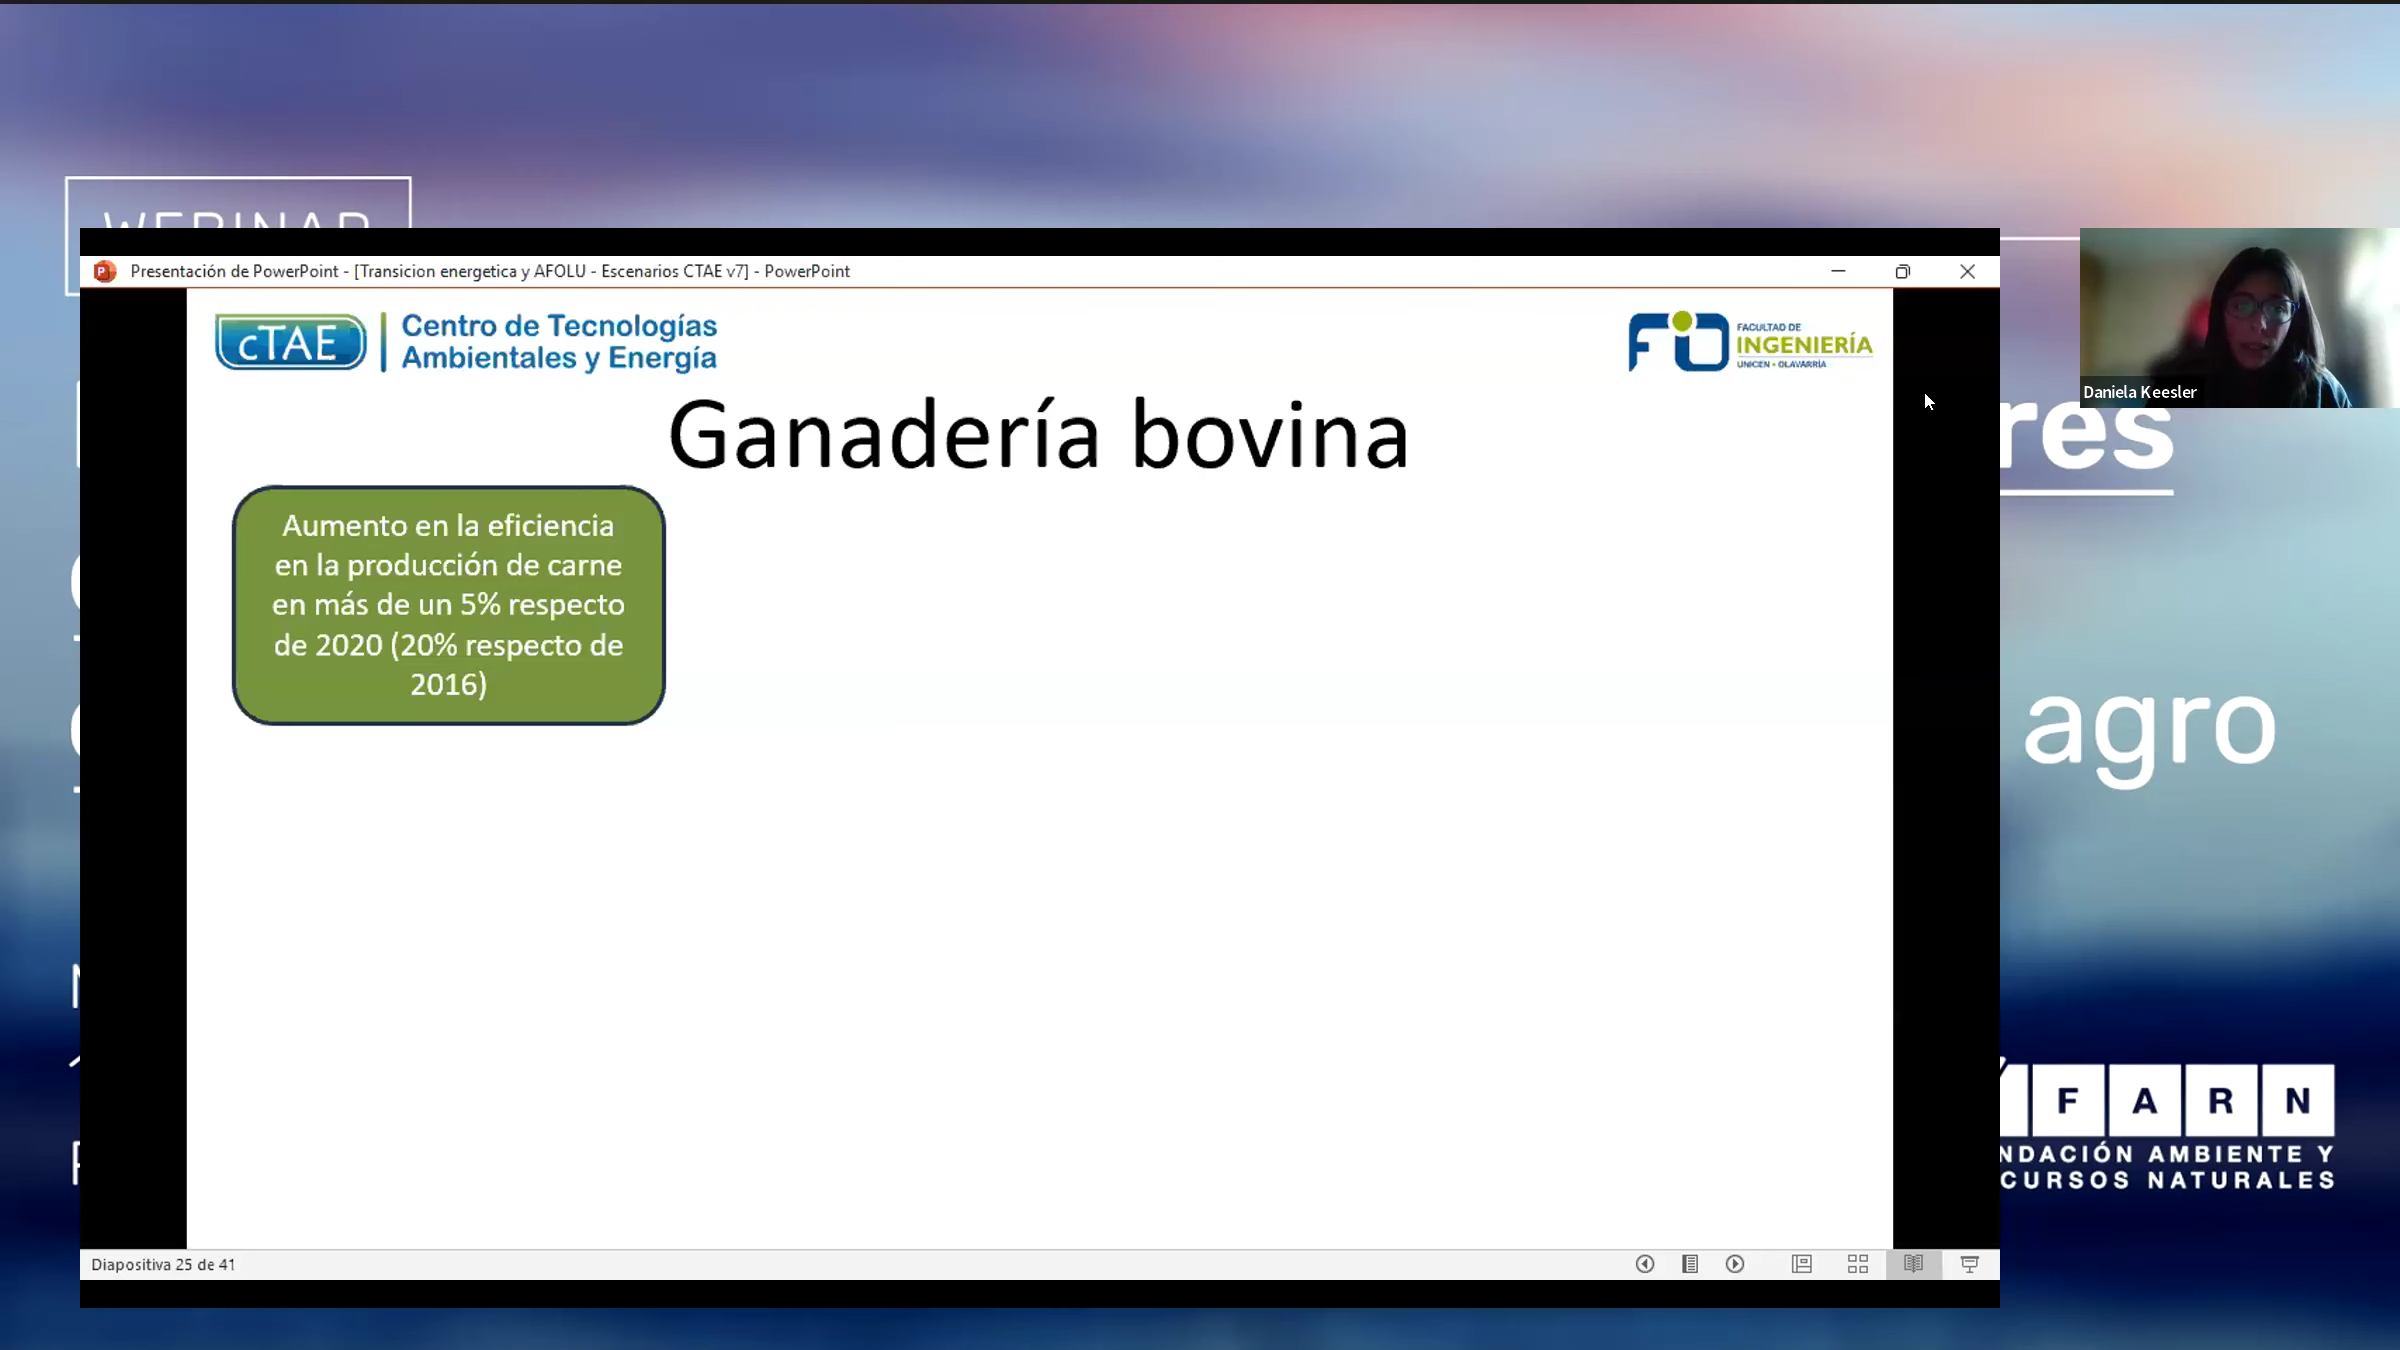 WEBINAR
Presentación de PowerPoint - [Transicion energetica y AFOLU - Escenarios CTAE v7] - PowerPoint
cTAE
Centro de Tecnologías
Ambientales y Energía
FIO
FACULTAD DE
INGENIERÍA
UNICEN • OLAVARRÍA
Daniela Keesler
res
Ganadería bovina
Aumento en la eficiencia
en la producción de carne
en más de un 5% respecto
de 2020 (20% respecto de
2016)
agro
F A R N
NDACIÓN AMBIENTE Y
CURSOS NATURALES
Diapositiva 25 de 41